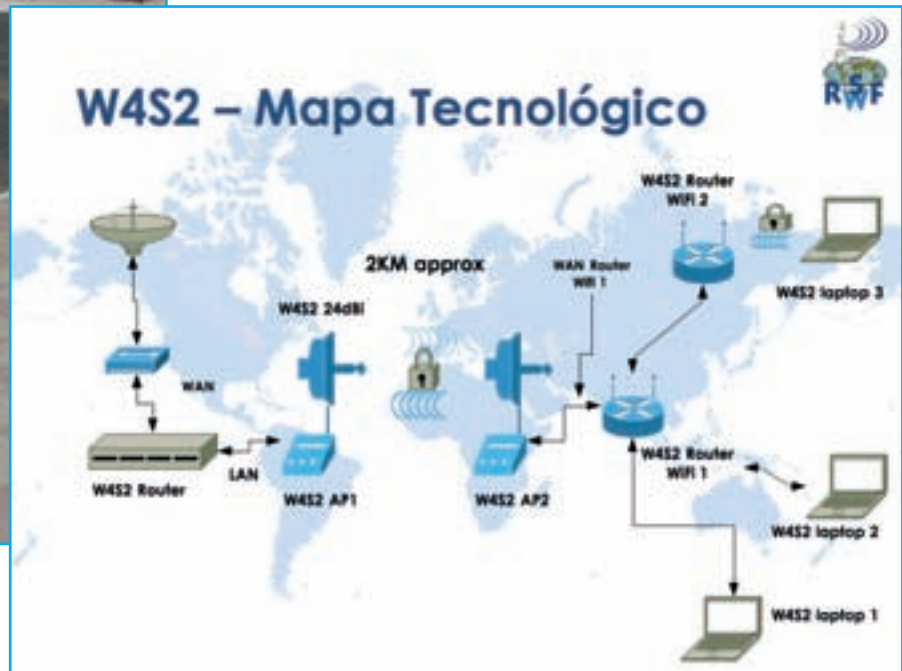 W4S2 – Mapa Tecnológico
RSWF
W4S2 Router
WiFi 2
2KM approx
WAN Router
Wifi 1
W4S2 laptop 3
W4S2 24dBi
WAN
W4S2 Router
LAN
W4S2 AP1
W4S2 AP2
W4S2 Router
WiFi 1
W4S2 laptop 2
W4S2 laptop 1